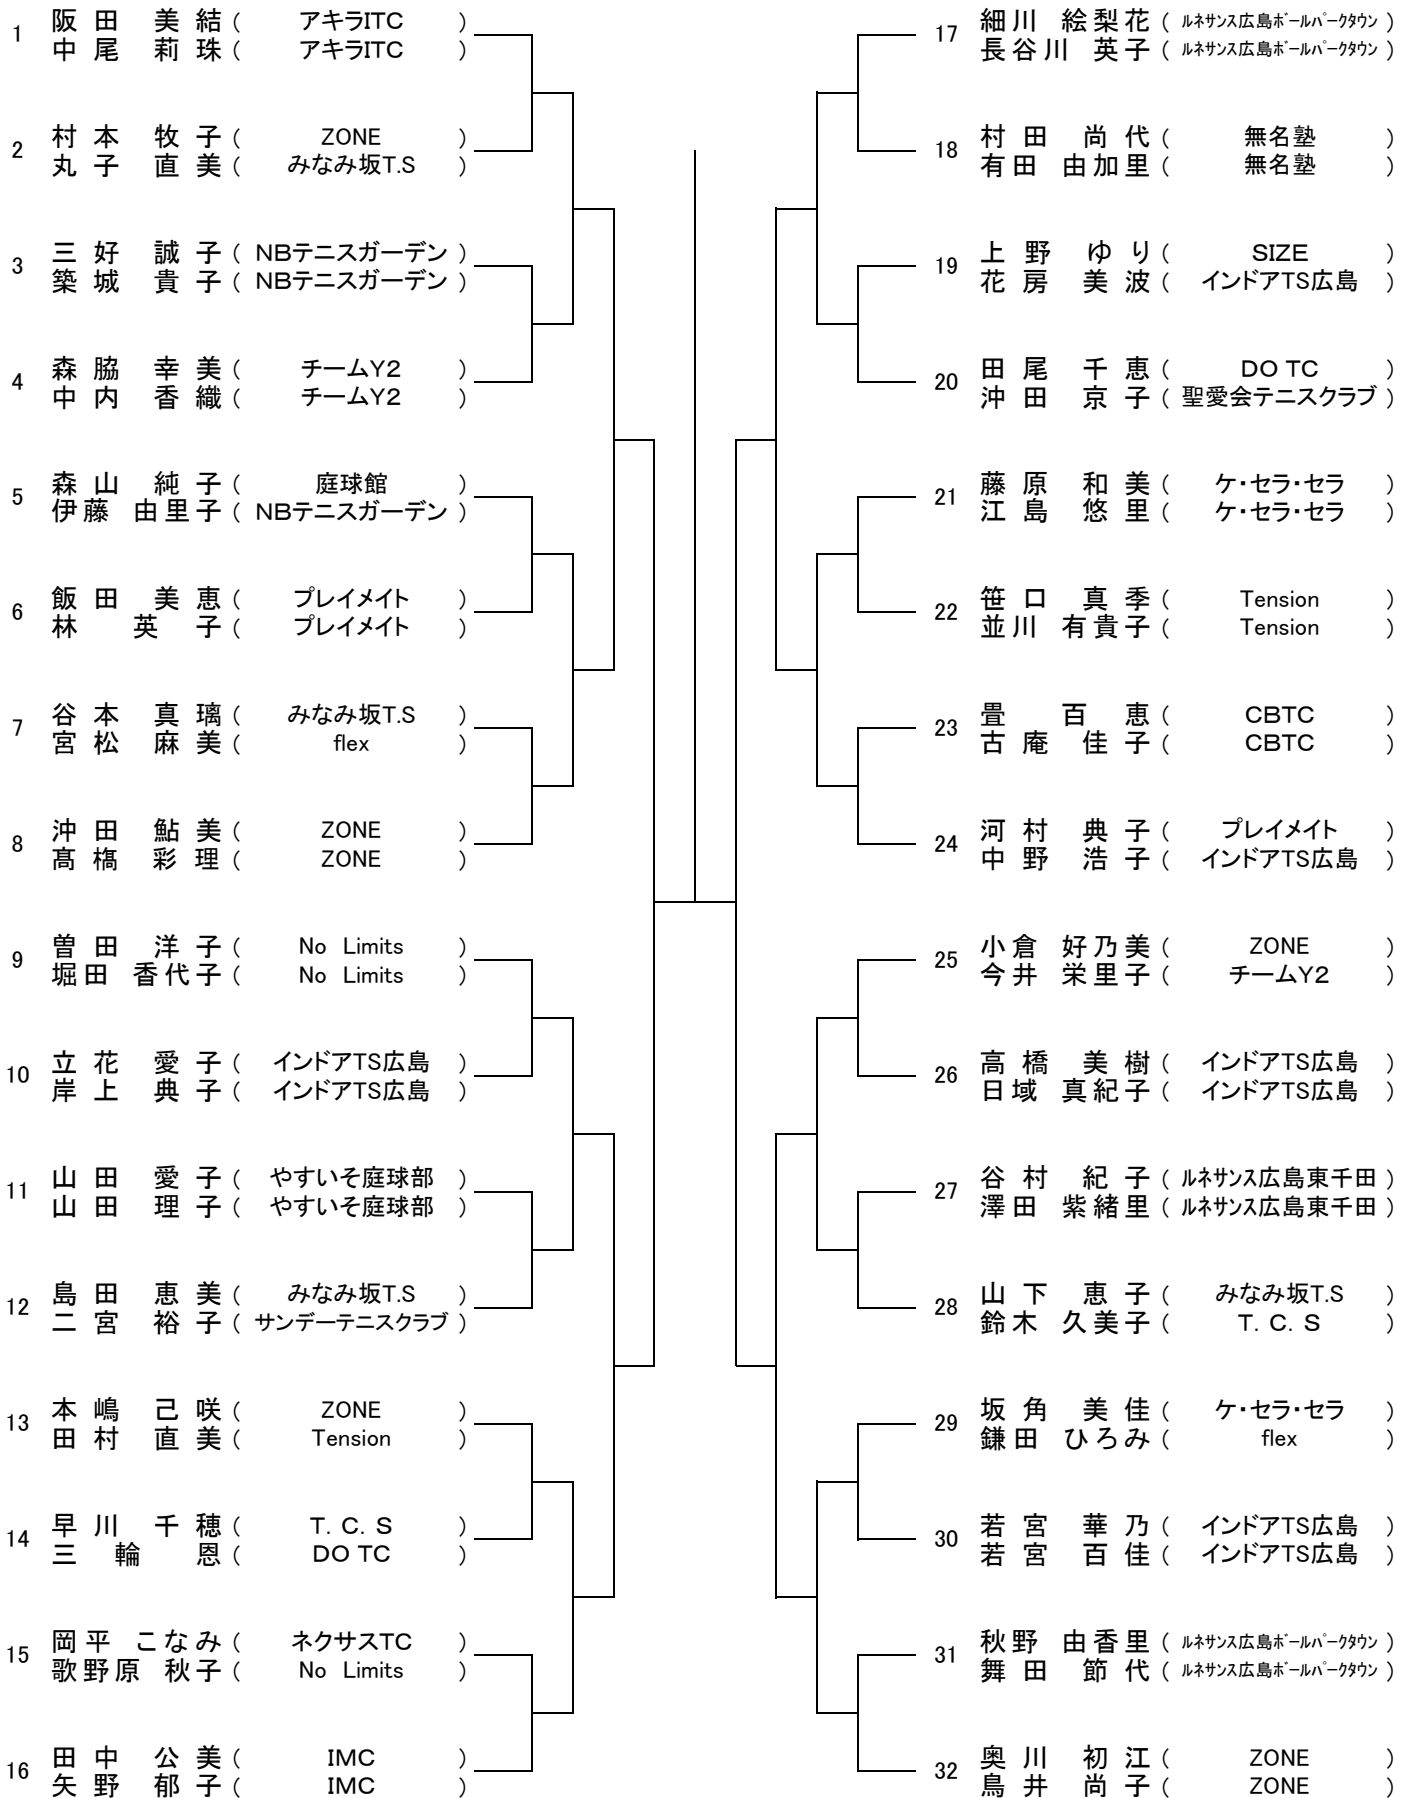 1 阪田 美結 ( アキラITC )
中尾 莉珠 ( アキラITC )
2 村本 牧子 ( ZONE )
丸子 直美 ( みなみ坂T.S )
3 三好 誠子 ( NBテニスガーデン )
築城 貴子 ( NBテニスガーデン )
4 森脇 幸美 ( チームY2 )
中内 香織 ( チームY2 )
5 森山 純子 ( 庭球館 )
伊藤 由里子 ( NBテニスガーデン )
6 飯田 美恵 ( プレイメイト )
林 英子 ( プレイメイト )
7 谷本 真璃 ( みなみ坂T.S )
宮松 麻美 ( flex )
8 沖田 鮎美 ( ZONE )
髙槗 彩理 ( ZONE )
9 曽田 洋子 ( No Limits )
堀田 香代子 ( No Limits )
10 立花 愛子 ( インドアTS広島 )
岸上 典子 ( インドアTS広島 )
11 山田 愛子 ( やすいそ庭球部 )
山田 理子 ( やすいそ庭球部 )
12 島田 恵美 ( みなみ坂T.S )
二宮 裕子 ( サンデーテニスクラブ )
13 本嶋 己咲 ( ZONE )
田村 直美 ( Tension )
14 早川 千穂 ( T. C. S )
三輪 恩 ( DO TC )
15 岡平 こなみ ( ネクサスTC )
歌野原 秋子 ( No Limits )
16 田中 公美 ( IMC )
矢野 郁子 ( IMC )
17 細川 絵梨花 ( ﾙﾈｻﾝｽ広島ﾎﾞｰﾙﾊﾟｰｸﾀｳﾝ )
長谷川 英子 ( ﾙﾈｻﾝｽ広島ﾎﾞｰﾙﾊﾟｰｸﾀｳﾝ )
18 村田 尚代 ( 無名塾 )
有田 由加里 ( 無名塾 )
19 上野 ゆり ( SIZE )
花房 美波 ( インドアTS広島 )
20 田尾 千恵 ( DO TC )
沖田 京子 ( 聖愛会テニスクラブ )
21 藤原 和美 ( ケ・セラ・セラ )
江島 悠里 ( ケ・セラ・セラ )
22 笹口 真季 ( Tension )
並川 有貴子 ( Tension )
23 畳 百恵 ( CBTC )
古庵 佳子 ( CBTC )
24 河村 典子 ( プレイメイト )
中野 浩子 ( インドアTS広島 )
25 小倉 好乃美 ( ZONE )
今井 栄里子 ( チームY2 )
26 高橋 美樹 ( インドアTS広島 )
日域 真紀子 ( インドアTS広島 )
27 谷村 紀子 ( ﾙﾈｻﾝｽ広島東千田 )
澤田 紫緒里 ( ﾙﾈｻﾝｽ広島東千田 )
28 山下 恵子 ( みなみ坂T.S )
鈴木 久美子 ( T. C. S )
29 坂角 美佳 ( ケ・セラ・セラ )
鎌田 ひろみ ( flex )
30 若宮 華乃 ( インドアTS広島 )
若宮 百佳 ( インドアTS広島 )
31 秋野 由香里 ( ﾙﾈｻﾝｽ広島ﾎﾞｰﾙﾊﾟｰｸﾀｳﾝ )
舞田 節代 ( ﾙﾈｻﾝｽ広島ﾎﾞｰﾙﾊﾟｰｸﾀｳﾝ )
32 奥川 初江 ( ZONE )
鳥井 尚子 ( ZONE )